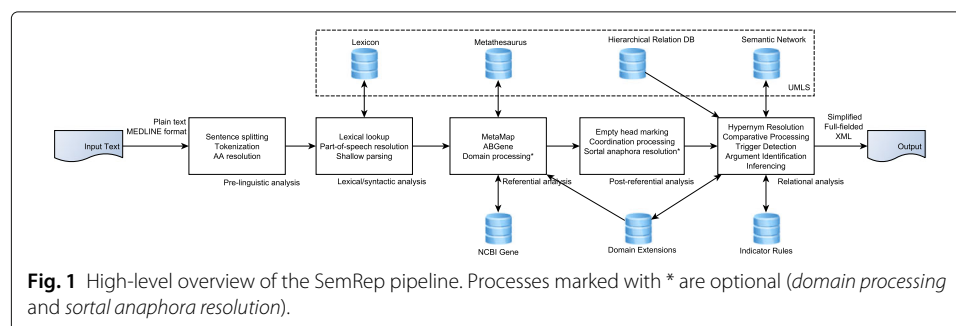 Lexicon
Metathesaurus
Hierarchical Relation DB
Semantic Network
UMLS
Plain text
MEDLINE format
Input Text
Sentence splitting
Tokenization
AA resolution
Pre-linguistic analysis
Lexical lookup
Part-of-speech resolution
Shallow parsing
Lexical/syntactic analysis
MetaMap
ABGene
Domain processing*
Referential analysis
Empty head marking
Coordination processing
Sortal anaphora resolution*
Post-referential analysis
Hypernym Resolution
Comparative Processing
Trigger Detection
Argument Identification
Inferencing
Relational analysis
Simplified
Full-fielded
XML
Output
NCBI Gene
Domain Extensions
Indicator Rules
Fig. 1 High-level overview of the SemRep pipeline. Processes marked with * are optional (domain processing
and sortal anaphora resolution).